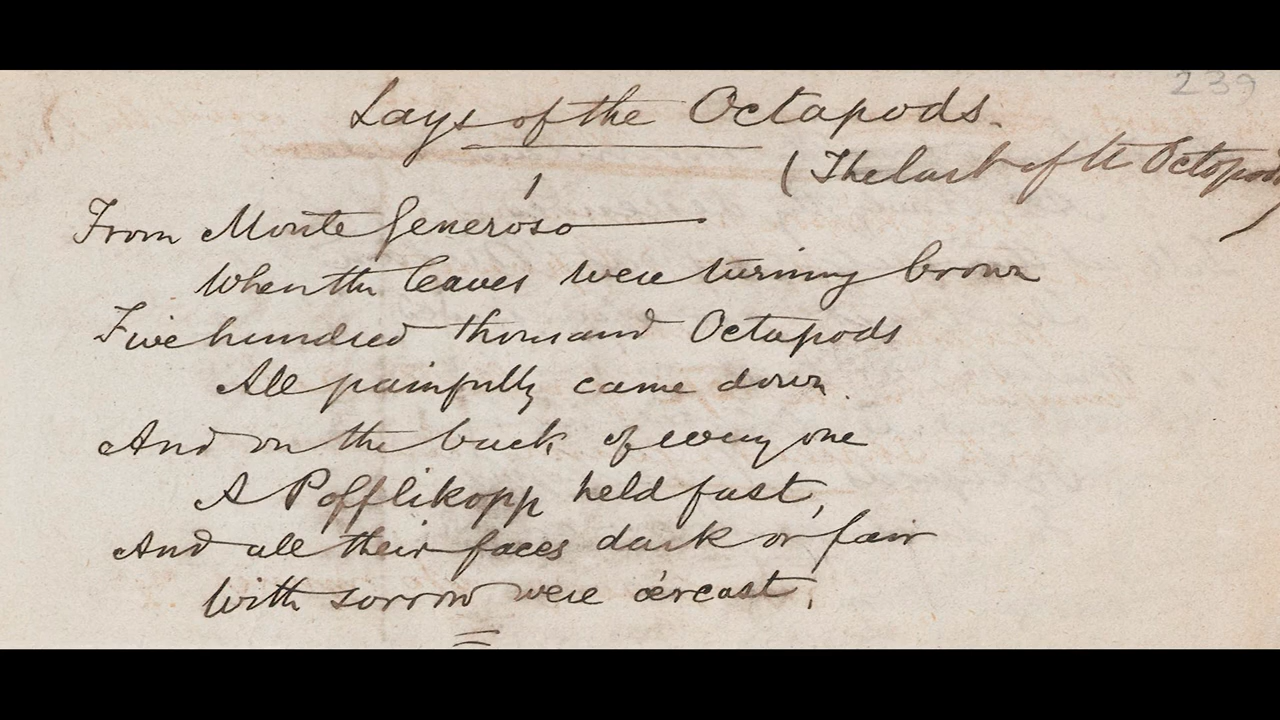 239
Lays of the Octapods.
(The last of the Octopods)
1
From Monte Generoso
When the leaves were turning brown
Five hundred thousand Octapods
All painfully came down.
And on the back of every one
A Pofflikopp held fast,
And all their faces dark or fair
With sorrow were o'ercast,